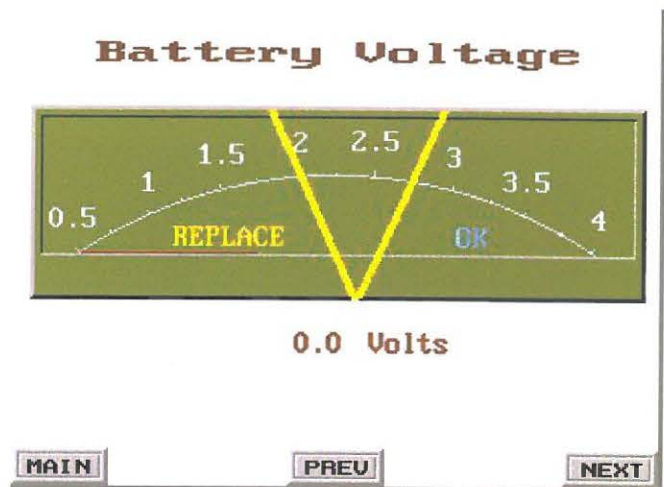 Battery Voltage
0.5 1 1.5 2 2.5 3 3.5 4
REPLACE OK
0.0 Volts
MAIN PREV NEXT